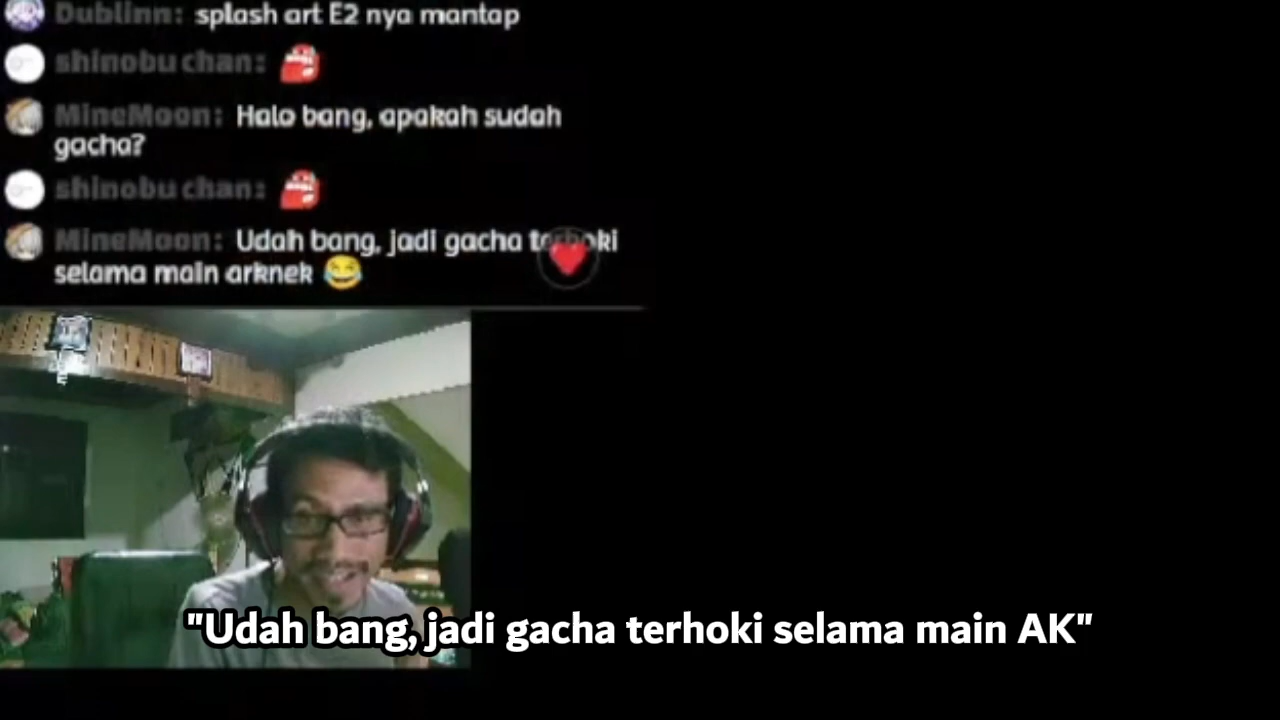 Dublinn: splash art E2 nya mantap
shinobu chan:
MineMoon: Halo bang, apakah sudah
gacha?
shinobu chan:
MineMoon: Udah bang, jadi gacha terhoki
selama main arknek 😂
"Udah bang, jadi gacha terhoki selama main AK"